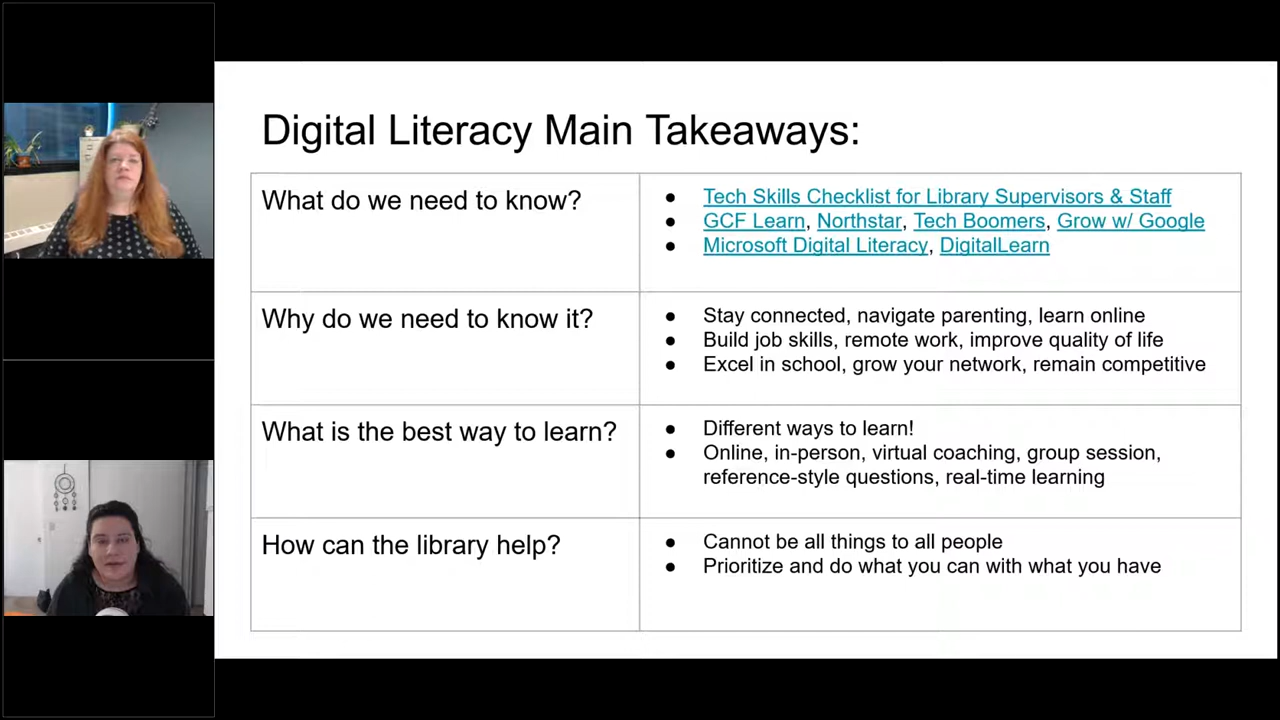 Digital Literacy Main Takeaways:
What do we need to know?
● Tech Skills Checklist for Library Supervisors & Staff
● GCF Learn, Northstar, Tech Boomers, Grow w/ Google
● Microsoft Digital Literacy, DigitalLearn
Why do we need to know it?
● Stay connected, navigate parenting, learn online
● Build job skills, remote work, improve quality of life
● Excel in school, grow your network, remain competitive
What is the best way to learn?
● Different ways to learn!
● Online, in-person, virtual coaching, group session,
reference-style questions, real-time learning
How can the library help?
● Cannot be all things to all people
● Prioritize and do what you can with what you have